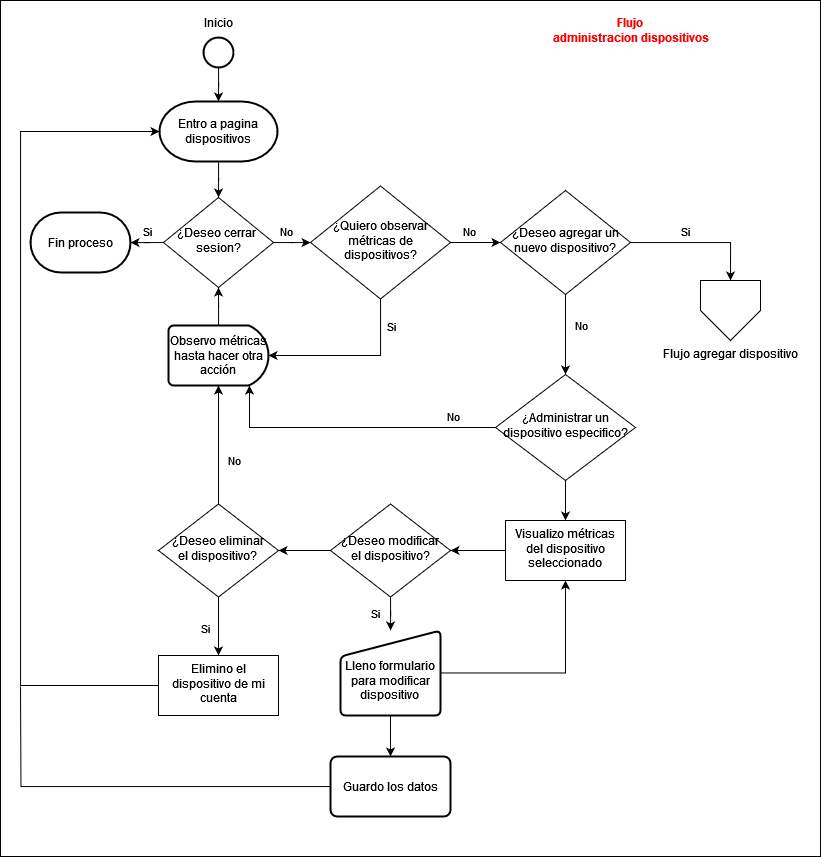 Inicio
Flujo
administracion dispositivos
Entro a pagina
dispositivos
Fin proceso
Si
¿Deseo cerrar
sesion?
No
¿Quiero observar
métricas de
dispositivos?
No
¿Deseo agregar un
nuevo dispositivo?
Si
Flujo agregar dispositivo
Si
No
Observo métricas
hasta hacer otra
acción
No
¿Administrar un
dispositivo especifico?
No
¿Deseo eliminar
el dispositivo?
¿Deseo modificar
el dispositivo?
Visualizo métricas
del dispositivo
seleccionado
Si
Si
Elimino el
dispositivo de mi
cuenta
Lleno formulario
para modificar
dispositivo
Guardo los datos